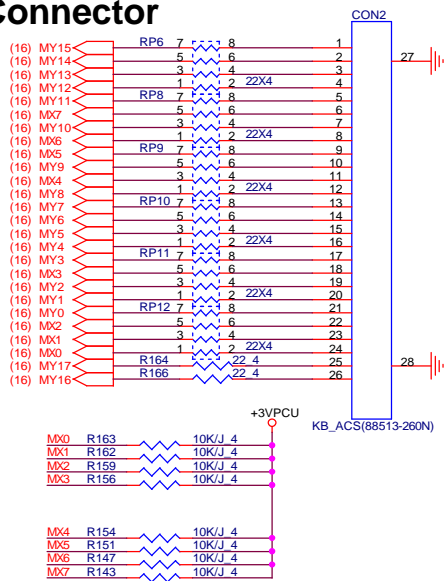 Connector
CON2
(16) MY15 RP6 7 8 1
(16) MY14 5 6 2 27
(16) MY13 3 4 3
(16) MY12 1 2 22X4 4
(16) MY11 RP8 7 8 5
(16) MX7 5 6 6
(16) MY10 3 4 7
(16) MX6 1 2 22X4 8
(16) MX5 RP9 7 8 9
(16) MY9 5 6 10
(16) MX4 3 4 11
(16) MY8 1 2 22X4 12
(16) MY7 RP10 7 8 13
(16) MY6 5 6 14
(16) MY5 3 4 15
(16) MY4 1 2 22X4 16
(16) MY3 RP11 7 8 17
(16) MX3 5 6 18
(16) MY2 3 4 19
(16) MY1 1 2 22X4 20
(16) MY0 RP12 7 8 21
(16) MX2 5 6 22
(16) MX1 3 4 23
(16) MX0 1 2 22X4 24
(16) MY17 R164 22_4 25 28
(16) MY16 R166 22_4 26
+3VPCU
KB_ACS(88513-260N)
MX0 R163 10K/J_4
MX1 R162 10K/J_4
MX2 R159 10K/J_4
MX3 R156 10K/J_4
MX4 R154 10K/J_4
MX5 R151 10K/J_4
MX6 R147 10K/J_4
MX7 R143 10K/J_4